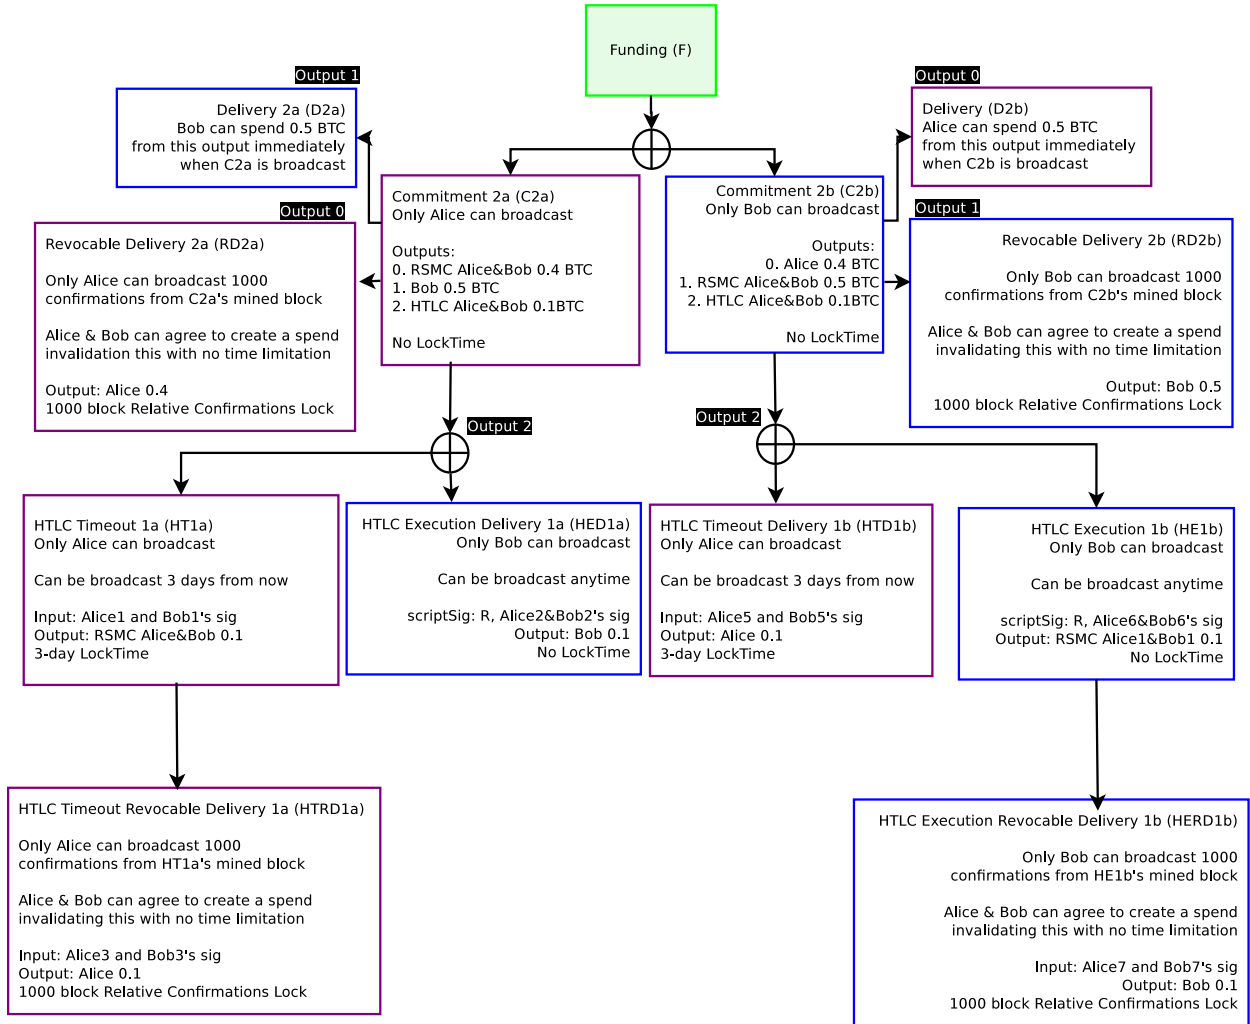 Funding (F)
Output 1
Delivery 2a (D2a)
Bob can spend 0.5 BTC
from this output immediately
when C2a is broadcast
Output 0
Delivery (D2b)
Alice can spend 0.5 BTC
from this output immediately
when C2b is broadcast
Commitment 2a (C2a)
Only Alice can broadcast
Outputs:
0. RSMC Alice&Bob 0.4 BTC
1. Bob 0.5 BTC
2. HTLC Alice&Bob 0.1BTC
No LockTime
Commitment 2b (C2b)
Only Bob can broadcast
Outputs:
0. Alice 0.4 BTC
1. RSMC Alice&Bob 0.5 BTC
2. HTLC Alice&Bob 0.1BTC
No LockTime
Output 0
Revocable Delivery 2a (RD2a)
Only Alice can broadcast 1000
confirmations from C2a's mined block
Alice & Bob can agree to create a spend
invalidation this with no time limitation
Output: Alice 0.4
1000 block Relative Confirmations Lock
Output 1
Revocable Delivery 2b (RD2b)
Only Bob can broadcast 1000
confirmations from C2b's mined block
Alice & Bob can agree to create a spend
invalidating this with no time limitation
Output: Bob 0.5
1000 block Relative Confirmations Lock
Output 2
Output 2
HTLC Timeout 1a (HT1a)
Only Alice can broadcast
Can be broadcast 3 days from now
Input: Alice1 and Bob1's sig
Output: RSMC Alice&Bob 0.1
3-day LockTime
HTLC Execution Delivery 1a (HED1a)
Only Bob can broadcast
Can be broadcast anytime
scriptSig: R, Alice2&Bob2's sig
Output: Bob 0.1
No LockTime
HTLC Timeout Delivery 1b (HTD1b)
Only Alice can broadcast
Can be broadcast 3 days from now
Input: Alice5 and Bob5's sig
Output: Alice 0.1
3-day LockTime
HTLC Execution 1b (HE1b)
Only Bob can broadcast
Can be broadcast anytime
scriptSig: R, Alice6&Bob6's sig
Output: RSMC Alice1&Bob1 0.1
No LockTime
HTLC Timeout Revocable Delivery 1a (HTRD1a)
Only Alice can broadcast 1000
confirmations from HT1a's mined block
Alice & Bob can agree to create a spend
invalidating this with no time limitation
Input: Alice3 and Bob3's sig
Output: Alice 0.1
1000 block Relative Confirmations Lock
HTLC Execution Revocable Delivery 1b (HERD1b)
Only Bob can broadcast 1000
confirmations from HE1b's mined block
Alice & Bob can agree to create a spend
invalidating this with no time limitation
Input: Alice7 and Bob7's sig
Output: Bob 0.1
1000 block Relative Confirmations Lock